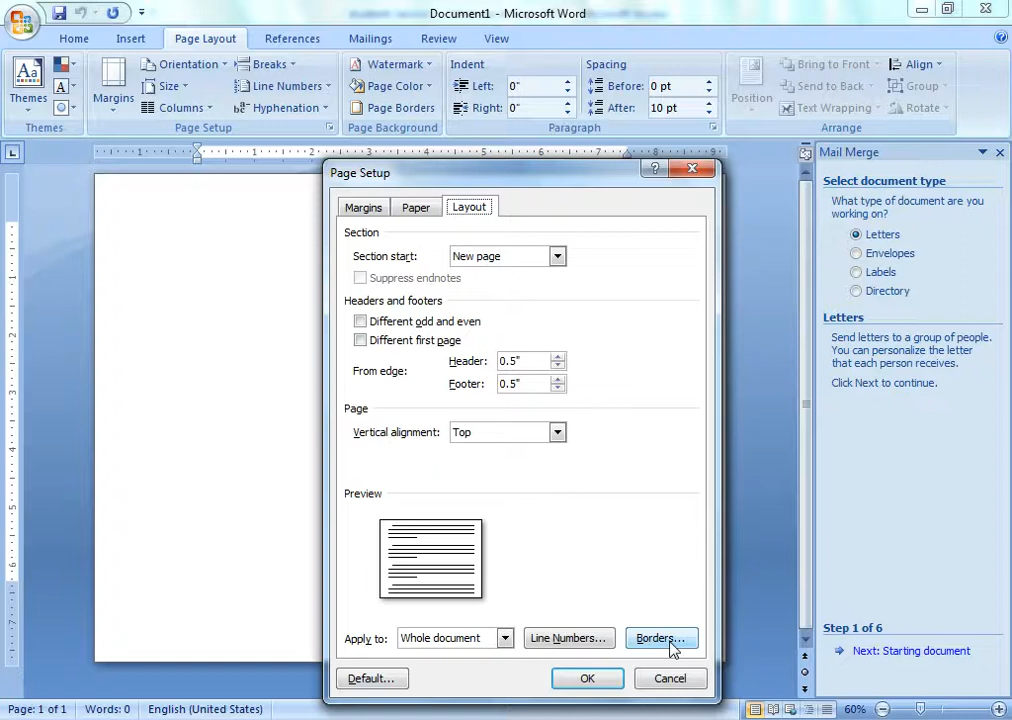 Document1 - Microsoft Word
Home Insert Page Layout References Mailings Review View
Aa
Themes
Themes
Margins
Orientation
Size
Columns
Breaks
Line Numbers
Hyphenation
Page Setup
Watermark
Page Color
Page Borders
Page Background
Indent
Left: 0"
Right: 0"
Spacing
Before: 0 pt
After: 10 pt
Paragraph
Position
Bring to Front
Send to Back
Text Wrapping
Align
Group
Rotate
Arrange
Page Setup
Margins Paper Layout
Section
Section start: New page
Suppress endnotes
Headers and footers
Different odd and even
Different first page
From edge:
Header: 0.5"
Footer: 0.5"
Page
Vertical alignment: Top
Preview
Apply to: Whole document Line Numbers... Borders...
Default... OK Cancel
Mail Merge
Select document type
What type of document are you
working on?
Letters
Envelopes
Labels
Directory
Letters
Send letters to a group of people.
You can personalize the letter
that each person receives.
Click Next to continue.
Step 1 of 6
Next: Starting document
Page: 1 of 1 Words: 0 English (United States) 60%